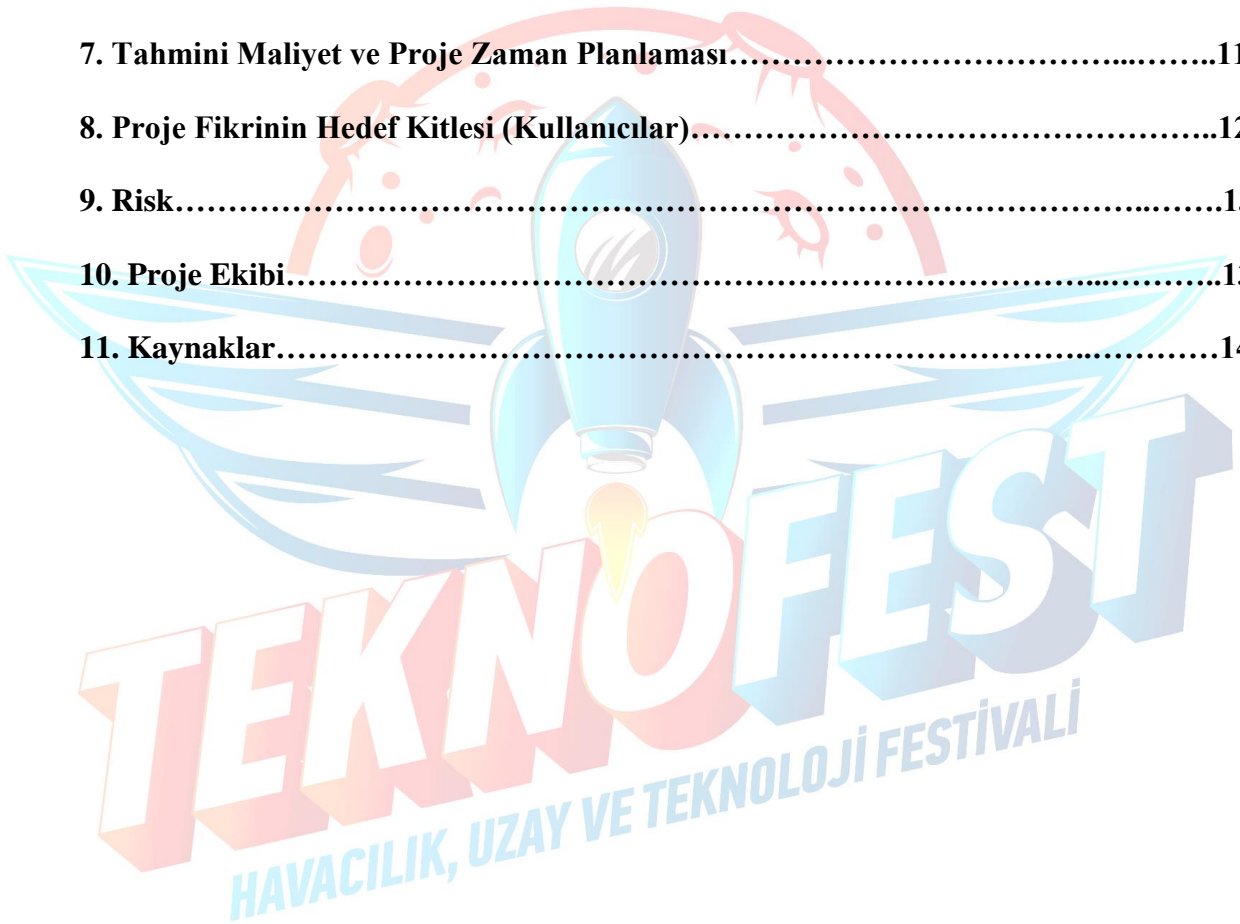 7. Tahmini Maliyet ve Proje Zaman Planlaması……………………………...……..11
8. Proje Fikrinin Hedef Kitlesi (Kullanıcılar)…………………………………………..12
9. Risk……………………………………………………………………………...…….1
10. Proje Ekibi…………………………………………………………………...………..13
11. Kaynaklar…………………………………………………………………..…………14
TEKNOFEST
HAVACILIK, UZAY VE TEKNOLOJİ FESTİVALİ